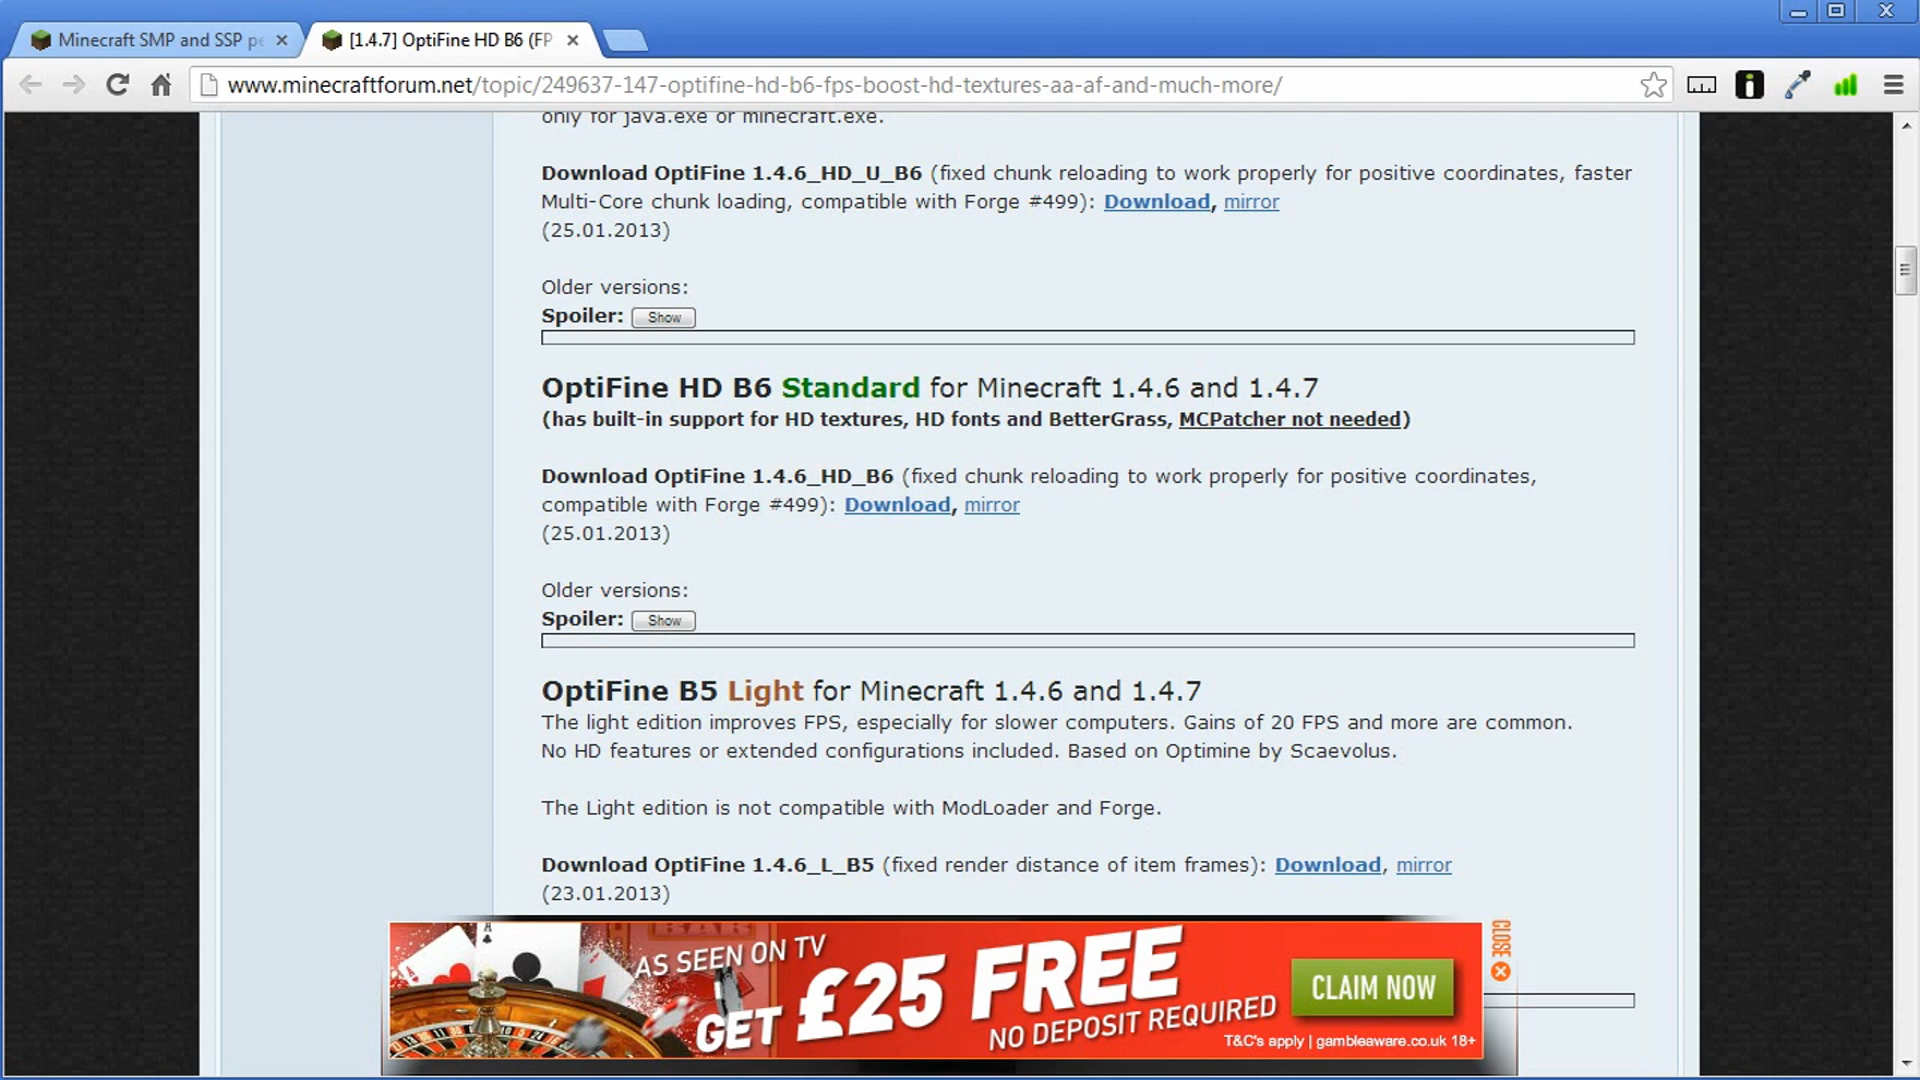 Minecraft SMP and SSP pe
[1.4.7] OptiFine HD B6 (FP
www.minecraftforum.net/topic/249637-147-optifine-hd-b6-fps-boost-hd-textures-aa-af-and-much-more/
only for java.exe or minecraft.exe.
Download OptiFine 1.4.6_HD_U_B6 (fixed chunk reloading to work properly for positive coordinates, faster
Multi-Core chunk loading, compatible with Forge #499): Download, mirror
(25.01.2013)
Older versions:
Spoiler: Show
OptiFine HD B6 Standard for Minecraft 1.4.6 and 1.4.7
(has built-in support for HD textures, HD fonts and BetterGrass, MCPatcher not needed)
Download OptiFine 1.4.6_HD_B6 (fixed chunk reloading to work properly for positive coordinates,
compatible with Forge #499): Download, mirror
(25.01.2013)
Older versions:
Spoiler: Show
OptiFine B5 Light for Minecraft 1.4.6 and 1.4.7
The light edition improves FPS, especially for slower computers. Gains of 20 FPS and more are common.
No HD features or extended configurations included. Based on Optimine by Scaevolus.
The Light edition is not compatible with ModLoader and Forge.
Download OptiFine 1.4.6_L_B5 (fixed render distance of item frames): Download, mirror
(23.01.2013)
AS SEEN ON TV
GET £25 FREE
NO DEPOSIT REQUIRED
CLAIM NOW
T&C's apply | gambleaware.co.uk 18+
CLOSE